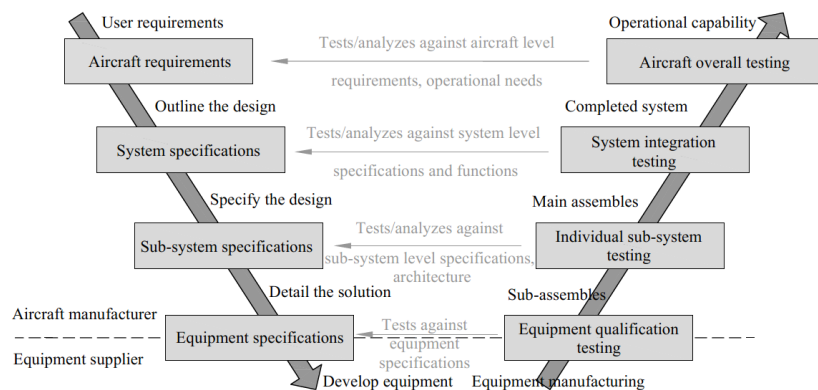 User requirements
Operational capability
Aircraft requirements
Tests/analyzes against aircraft level
requirements, operational needs
Aircraft overall testing
Outline the design
Completed system
System specifications
Tests/analyzes against system level
specifications and functions
System integration
testing
Specify the design
Main assembles
Sub-system specifications
Tests/analyzes against
sub-system level specifications,
architecture
Individual sub-system
testing
Detail the solution
Sub-assembles
Aircraft manufacturer
Equipment supplier
Equipment specifications
Tests against
equipment
specifications
Equipment qualification
testing
Develop equipment
Equipment manufacturing